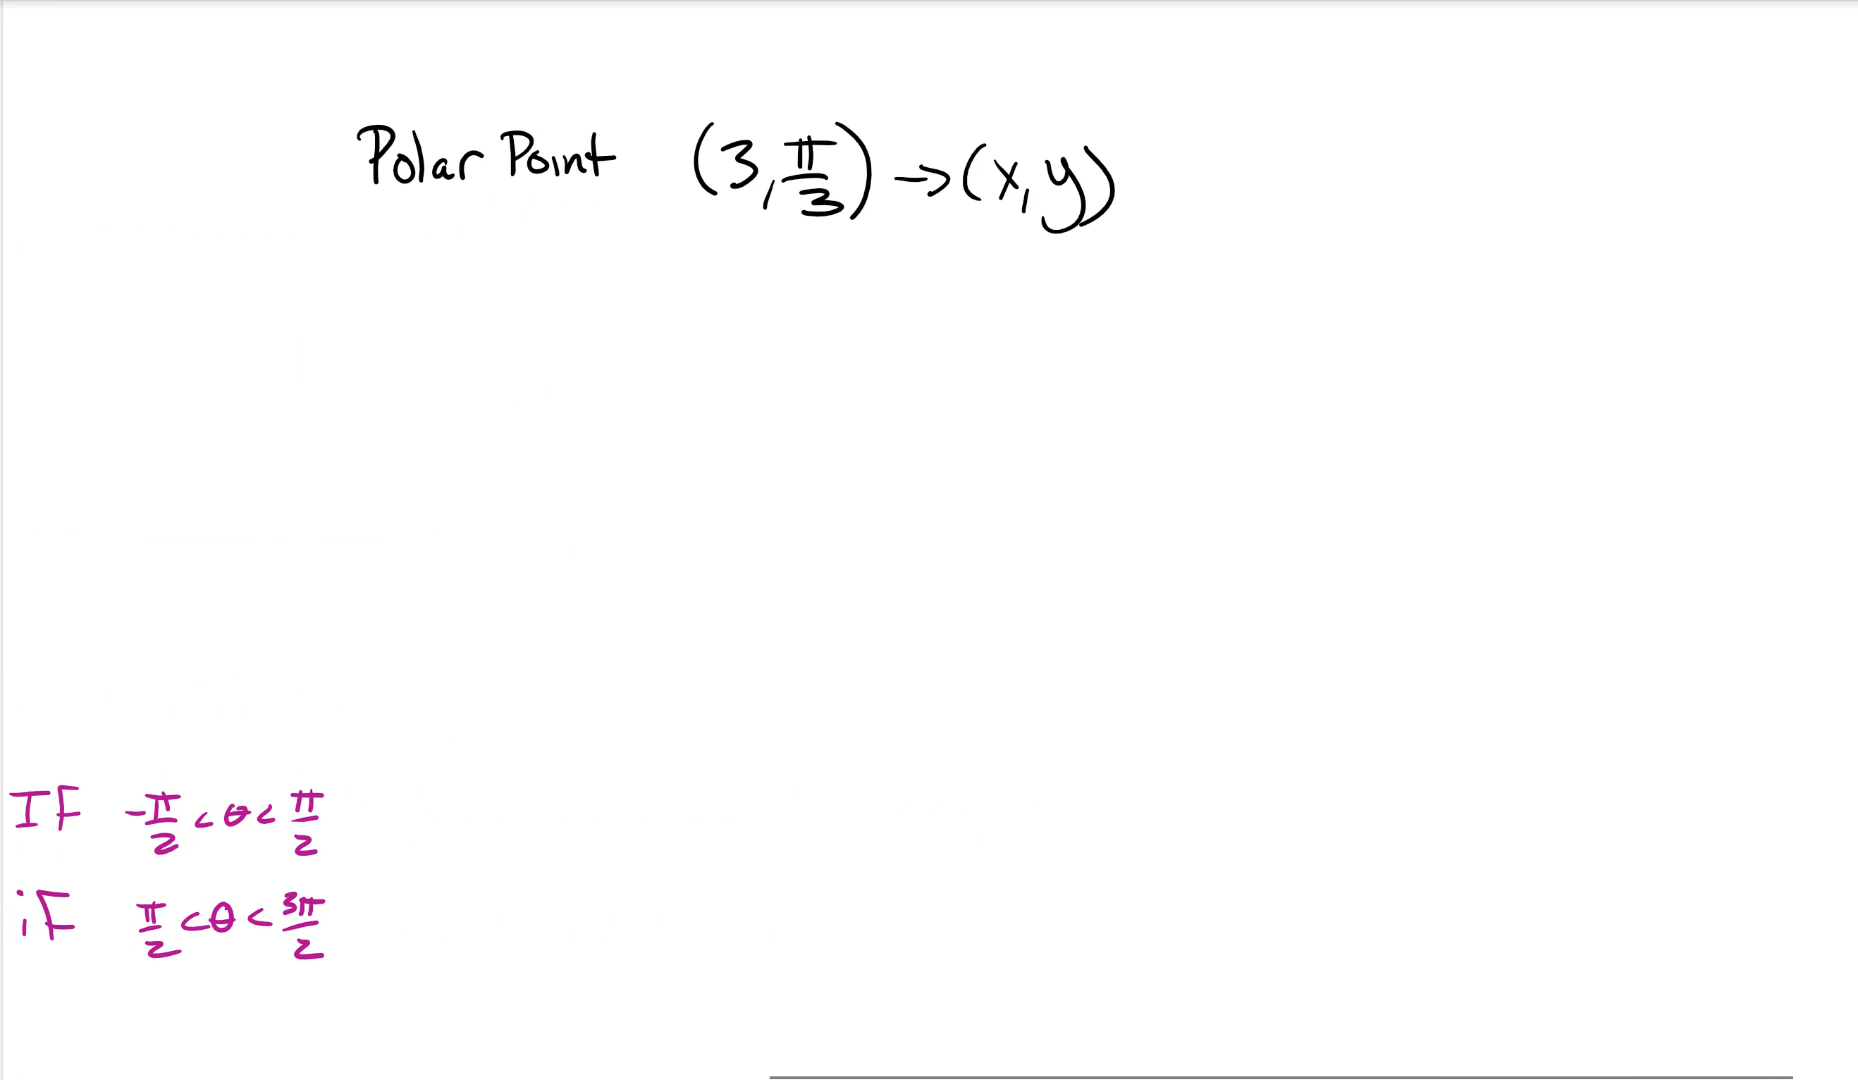 Polar Point (3, π/3) → (x, y)
IF -π/2 < θ < π/2
iF π/2 < θ < 3π/2